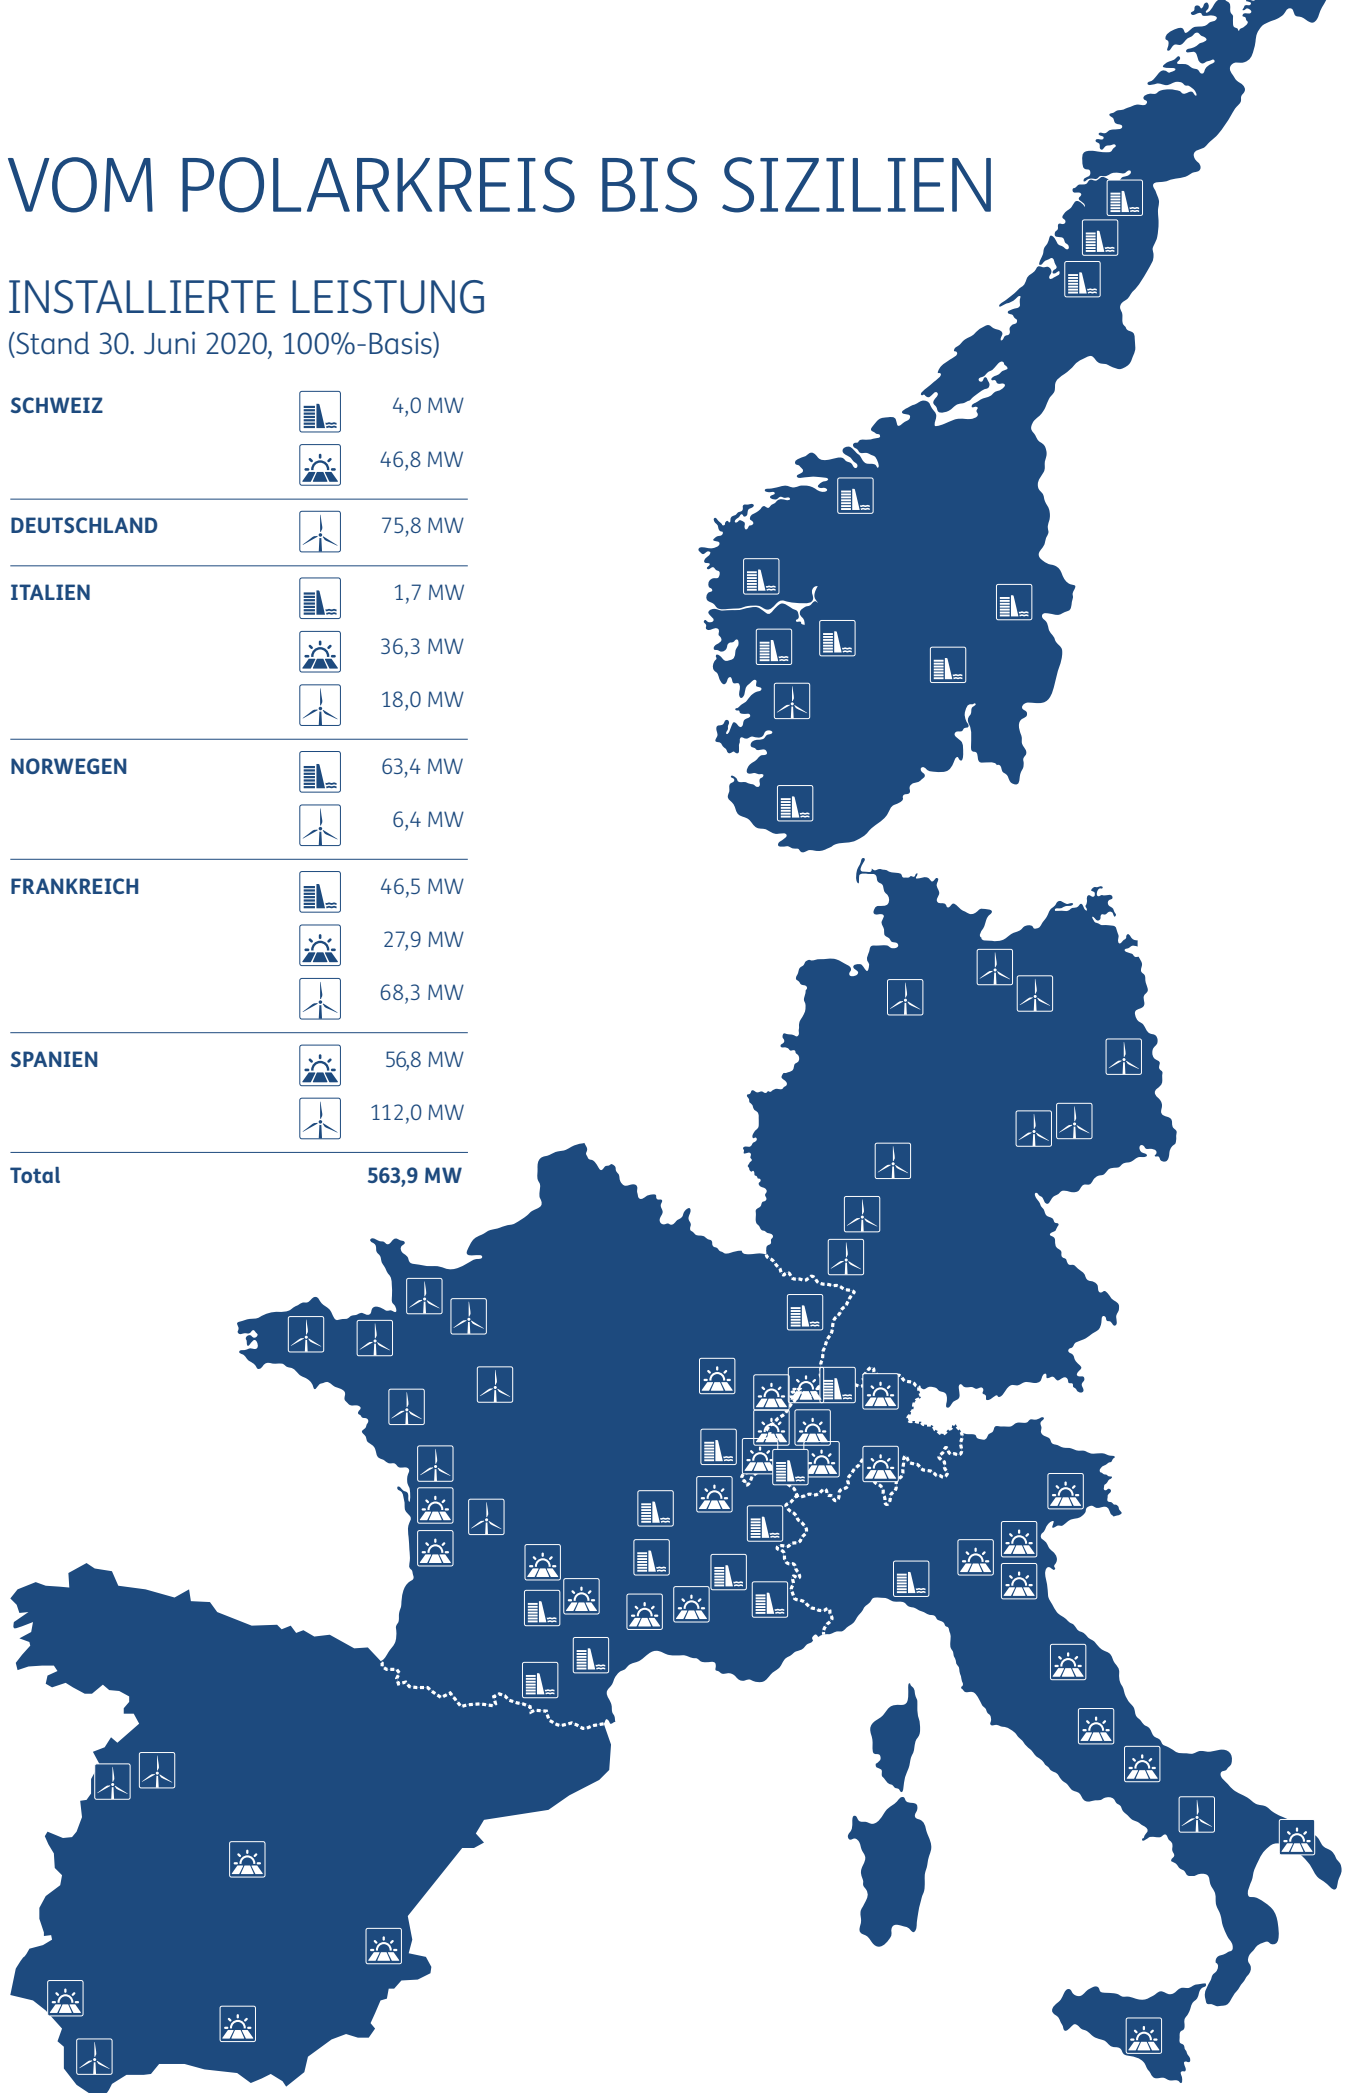 VOM POLARKREIS BIS SIZILIEN
INSTALLIERTE LEISTUNG
(Stand 30. Juni 2020, 100%-Basis)
SCHWEIZ 4,0 MW
46,8 MW
DEUTSCHLAND 75,8 MW
ITALIEN 1,7 MW
36,3 MW
18,0 MW
NORWEGEN 63,4 MW
6,4 MW
FRANKREICH 46,5 MW
27,9 MW
68,3 MW
SPANIEN 56,8 MW
112,0 MW
Total 563,9 MW